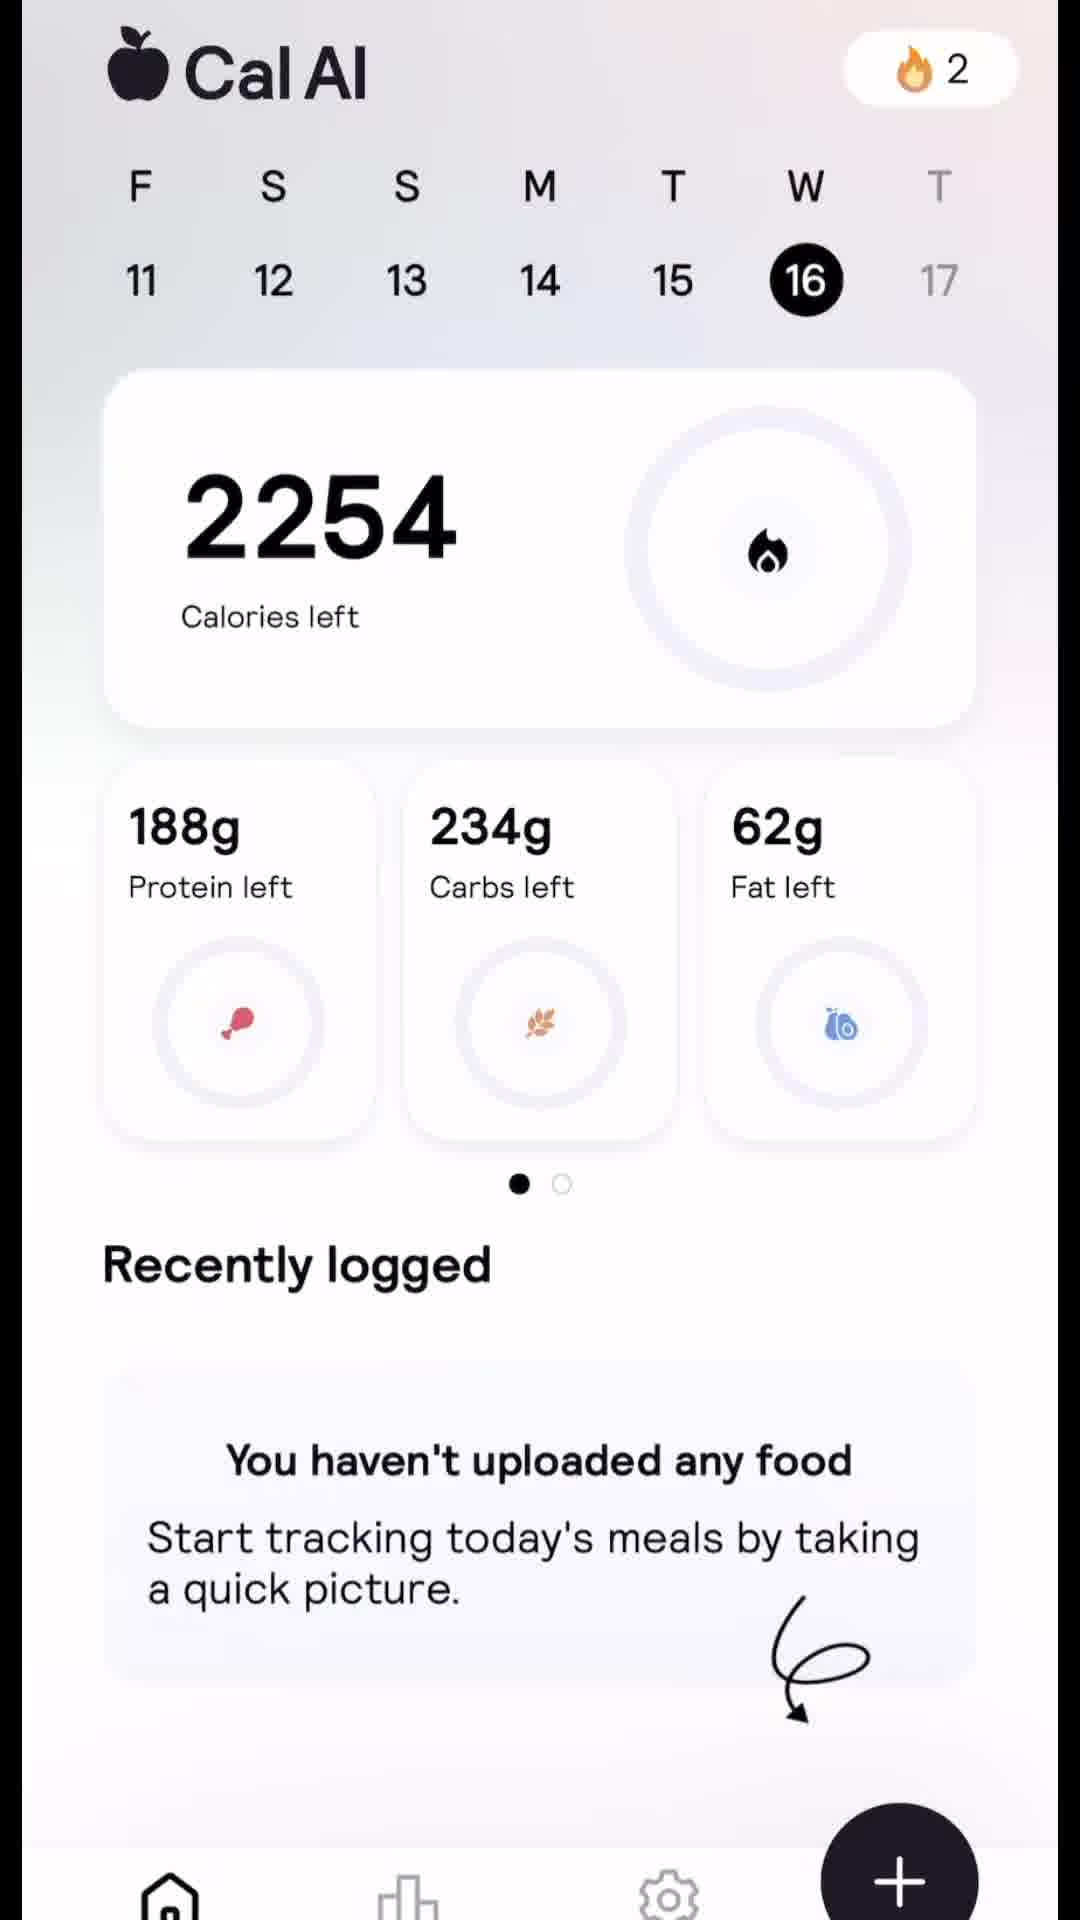 Cal AI
2
F S S M T W T
11 12 13 14 15 16 17
2254
Calories left
188g 234g 62g
Protein left Carbs left Fat left
Recently logged
You haven't uploaded any food
Start tracking today's meals by taking
a quick picture.